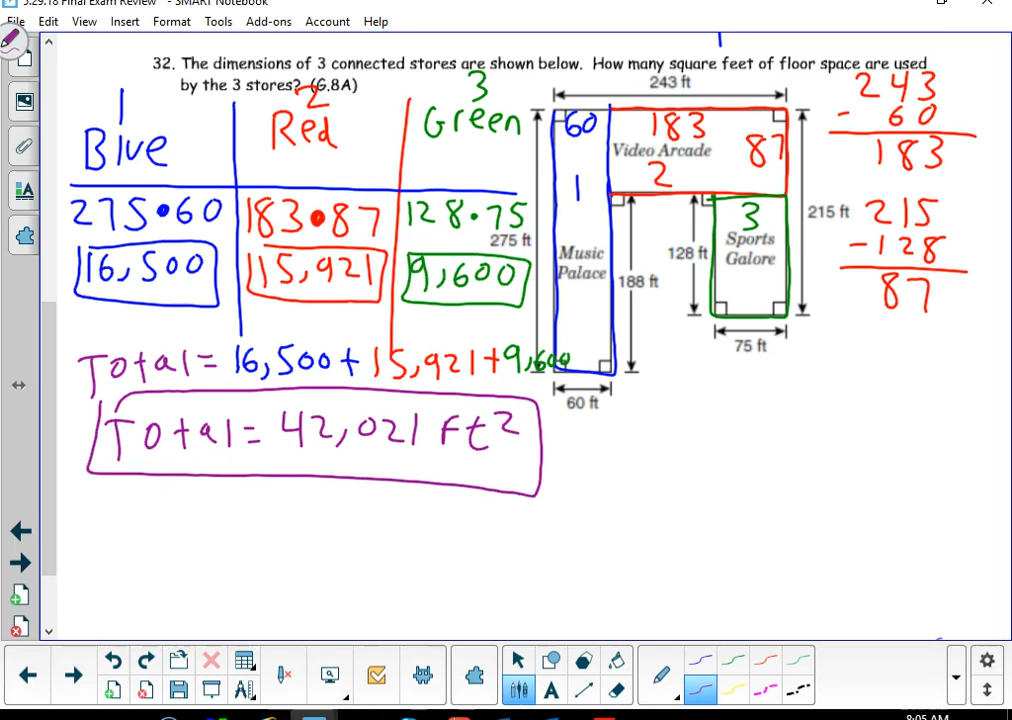 5.29.18 Final Exam Review - SMART Notebook
File Edit View Insert Format Tools Add-ons Account Help
32. The dimensions of 3 connected stores are shown below. How many square feet of floor space are used
by the 3 stores? (G.8A)
243 ft
1 2 3
Blue Red Green
275•60 183•87 128•75
16,500 15,921 9,600
Total= 16,500+15,921+9,600
Total= 42,021 ft2
60 183
Video Arcade 87
1 2
3
Sports
Galore
Music
Palace
275 ft
188 ft
128 ft
215 ft
75 ft
60 ft
243
- 60
183
215
-128
87
9:05 AM